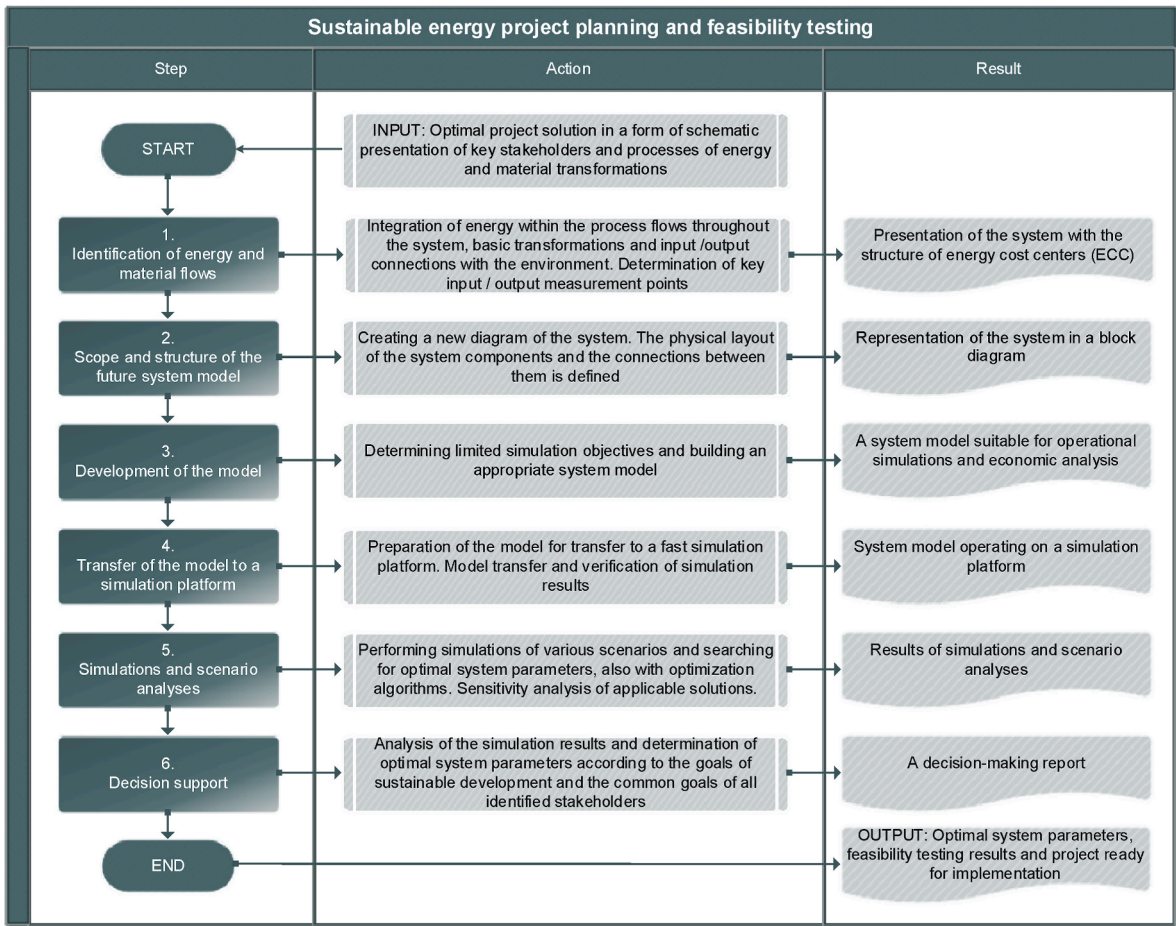 Sustainable energy project planning and feasibility testing
Step
Action
Result
START
INPUT: Optimal project solution in a form of schematic
presentation of key stakeholders and processes of energy
and material transformations
1.
Identification of energy and
material flows
Integration of energy within the process flows throughout
the system, basic transformations and input /output
connections with the environment. Determination of key
input / output measurement points
Presentation of the system with the
structure of energy cost centers (ECC)
2.
Scope and structure of the
future system model
Creating a new diagram of the system. The physical layout
of the system components and the connections between
them is defined
Representation of the system in a block
diagram
3.
Development of the model
Determining limited simulation objectives and building an
appropriate system model
A system model suitable for operational
simulations and economic analysis
4.
Transfer of the model to a
simulation platform
Preparation of the model for transfer to a fast simulation
platform. Model transfer and verification of simulation
results
System model operating on a simulation
platform
5.
Simulations and scenario
analyses
Performing simulations of various scenarios and searching
for optimal system parameters, also with optimization
algorithms. Sensitivity analysis of applicable solutions.
Results of simulations and scenario
analyses
6.
Decision support
Analysis of the simulation results and determination of
optimal system parameters according to the goals of
sustainable development and the common goals of all
identified stakeholders
A decision-making report
END
OUTPUT: Optimal system parameters,
feasibility testing results and project ready
for implementation